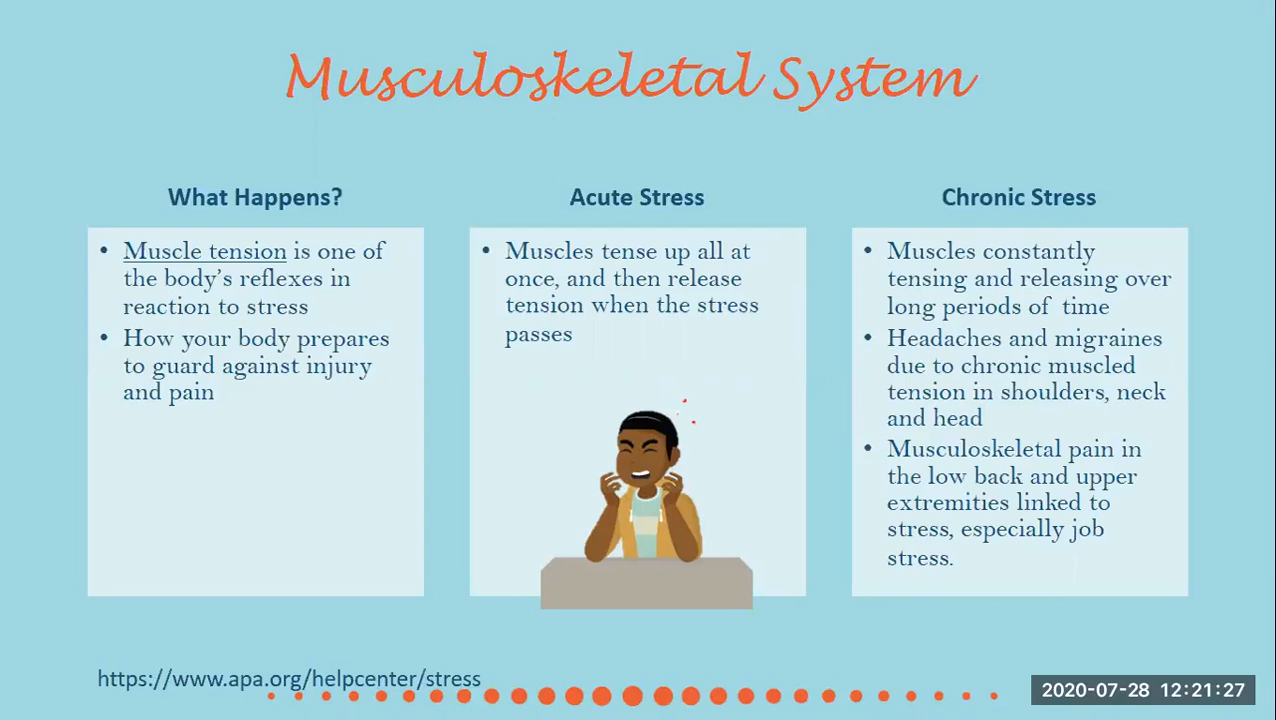 Musculoskeletal System
What Happens?
• Muscle tension is one of
the body's reflexes in
reaction to stress
• How your body prepares
to guard against injury
and pain
Acute Stress
• Muscles tense up all at
once, and then release
tension when the stress
passes
Chronic Stress
• Muscles constantly
tensing and releasing over
long periods of time
• Headaches and migraines
due to chronic muscled
tension in shoulders, neck
and head
• Musculoskeletal pain in
the low back and upper
extremities linked to
stress, especially job
stress.
https://www.apa.org/helpcenter/stress
2020-07-28 12:21:27